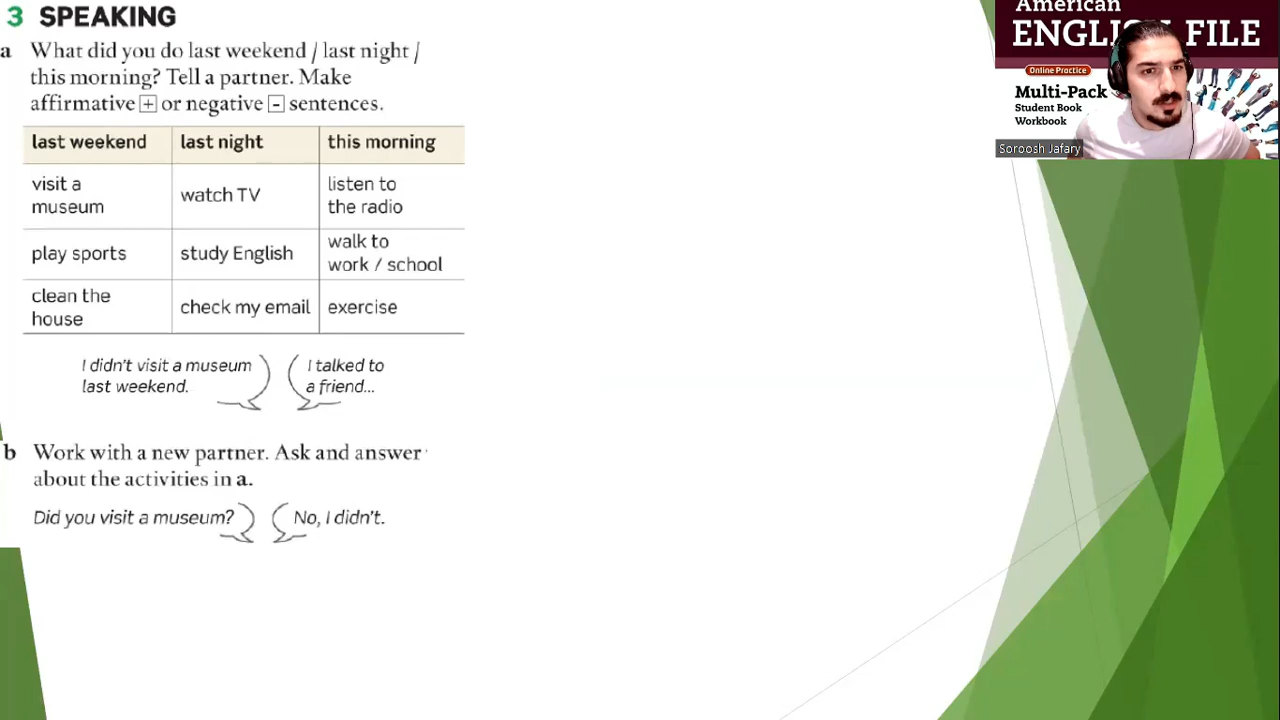 3 SPEAKING
a What did you do last weekend / last night /
this morning? Tell a partner. Make
affirmative + or negative - sentences.
last weekend last night this morning
visit a museum watch TV listen to the radio
play sports study English walk to work / school
clean the house check my email exercise
I didn't visit a museum
last weekend.
I talked to
a friend...
b Work with a new partner. Ask and answer
about the activities in a.
Did you visit a museum? No, I didn't.
American
ENGLISH FILE
Online Practice
Multi-Pack
Student Book
Workbook
Soroosh Jafary